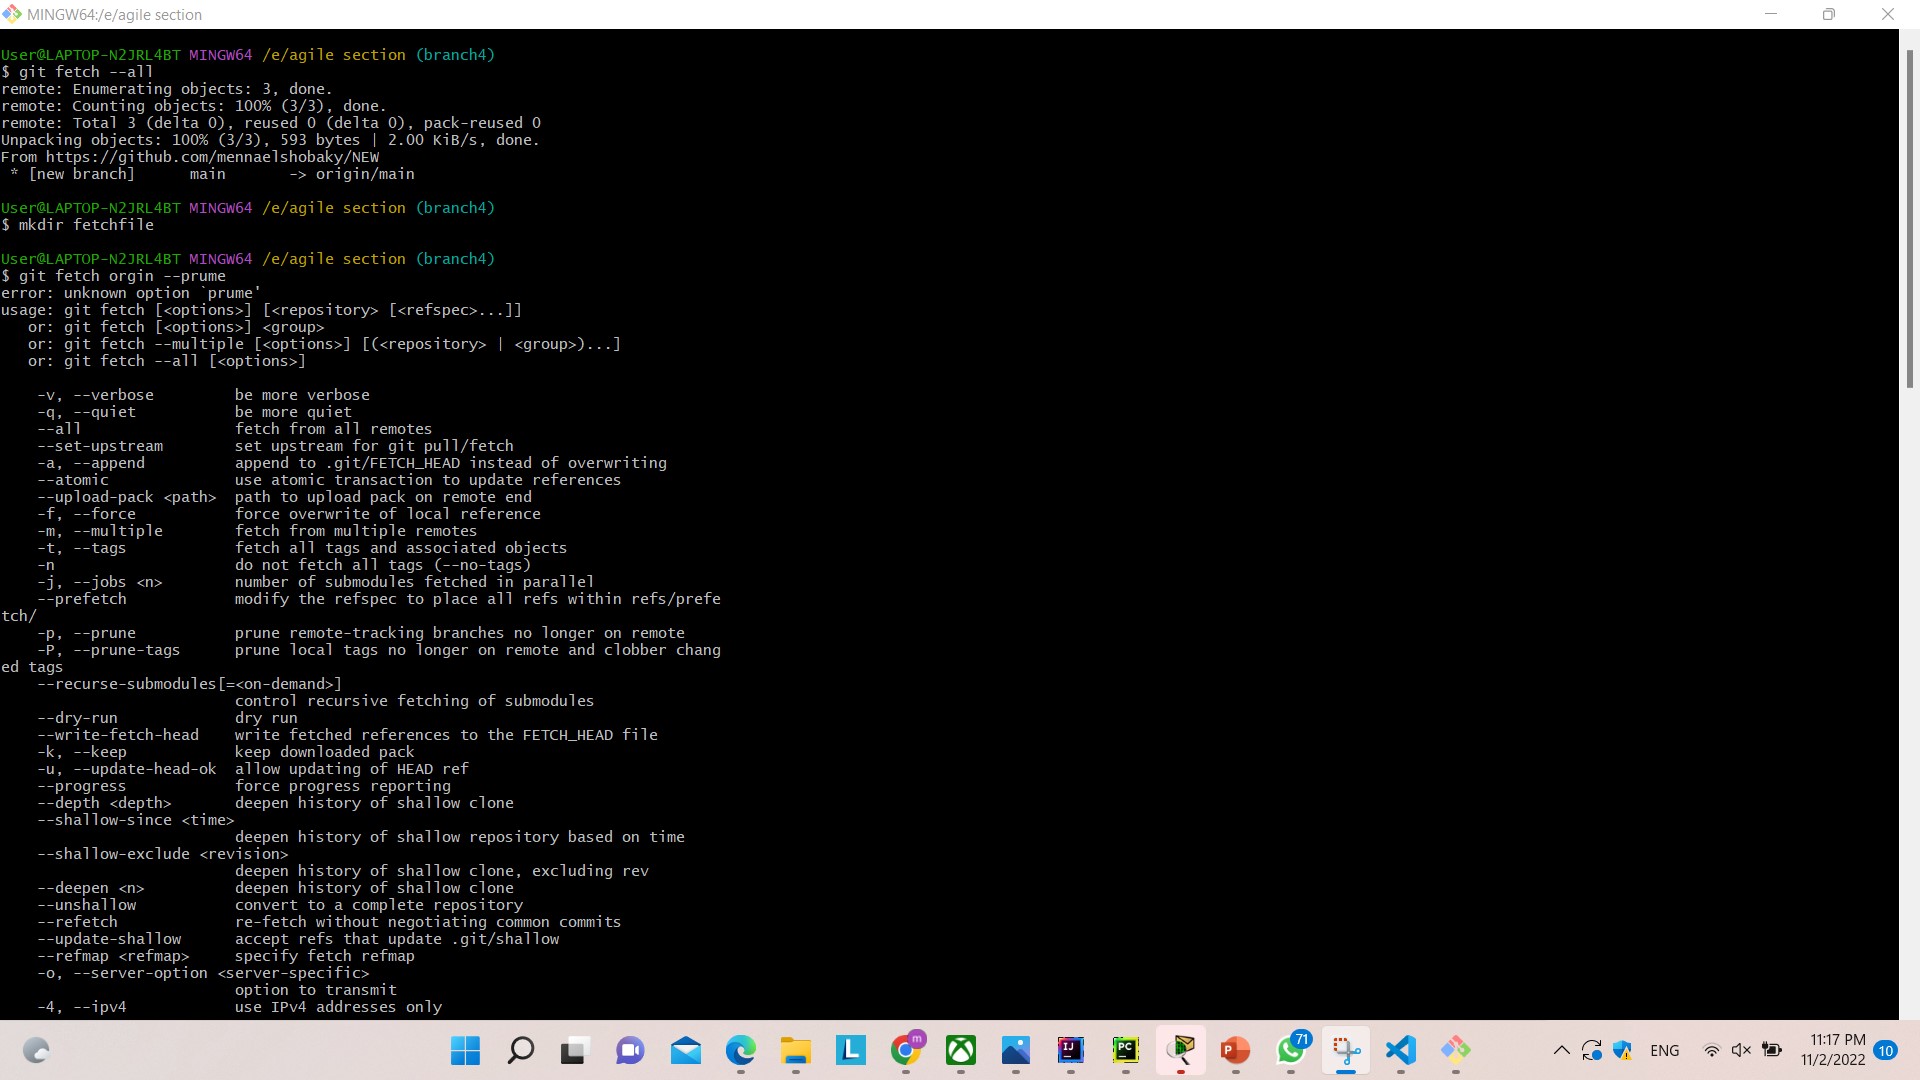 MINGW64:/e/agile section
User@LAPTOP-N2JRL4BT MINGW64 /e/agile section (branch4)
$ git fetch --all
remote: Enumerating objects: 3, done.
remote: Counting objects: 100% (3/3), done.
remote: Total 3 (delta 0), reused 0 (delta 0), pack-reused 0
Unpacking objects: 100% (3/3), 593 bytes | 2.00 KiB/s, done.
From https://github.com/mennaelshobaky/NEW
 * [new branch]      main       -> origin/main
User@LAPTOP-N2JRL4BT MINGW64 /e/agile section (branch4)
$ mkdir fetchfile
User@LAPTOP-N2JRL4BT MINGW64 /e/agile section (branch4)
$ git fetch orgin --prume
error: unknown option `prume'
usage: git fetch [<options>] [<repository> [<refspec>...]]
   or: git fetch [<options>] <group>
   or: git fetch --multiple [<options>] [(<repository> | <group>)...]
   or: git fetch --all [<options>]
    -v, --verbose         be more verbose
    -q, --quiet           be more quiet
    --all                 fetch from all remotes
    --set-upstream        set upstream for git pull/fetch
    -a, --append          append to .git/FETCH_HEAD instead of overwriting
    --atomic              use atomic transaction to update references
    --upload-pack <path>  path to upload pack on remote end
    -f, --force           force overwrite of local reference
    -m, --multiple        fetch from multiple remotes
    -t, --tags            fetch all tags and associated objects
    -n                    do not fetch all tags (--no-tags)
    -j, --jobs <n>        number of submodules fetched in parallel
    --prefetch            modify the refspec to place all refs within refs/prefe
tch/
    -p, --prune           prune remote-tracking branches no longer on remote
    -P, --prune-tags      prune local tags no longer on remote and clobber chang
ed tags
    --recurse-submodules[=<on-demand>]
                          control recursive fetching of submodules
    --dry-run             dry run
    --write-fetch-head    write fetched references to the FETCH_HEAD file
    -k, --keep            keep downloaded pack
    -u, --update-head-ok  allow updating of HEAD ref
    --progress            force progress reporting
    --depth <depth>       deepen history of shallow clone
    --shallow-since <time>
                          deepen history of shallow repository based on time
    --shallow-exclude <revision>
                          deepen history of shallow clone, excluding rev
    --deepen <n>          deepen history of shallow clone
    --unshallow           convert to a complete repository
    --refetch             re-fetch without negotiating common commits
    --update-shallow      accept refs that update .git/shallow
    --refmap <refmap>     specify fetch refmap
    -o, --server-option <server-specific>
                          option to transmit
    -4, --ipv4            use IPv4 addresses only
L
m
IJ
PC
P
71
ENG
11:17 PM
11/2/2022
10